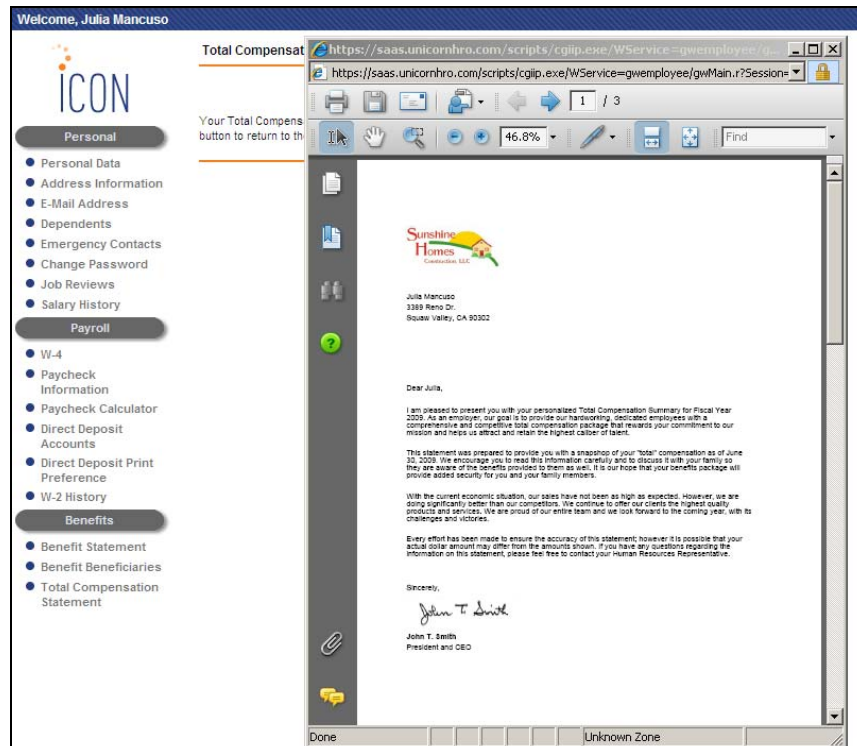 Welcome, Julia Mancuso
iCON
Personal
Personal Data
Address Information
E-Mail Address
Dependents
Emergency Contacts
Change Password
Job Reviews
Salary History
Payroll
W-4
Paycheck
Information
Paycheck Calculator
Direct Deposit
Accounts
Direct Deposit Print
Preference
W-2 History
Benefits
Benefit Statement
Benefit Beneficiaries
Total Compensation
Statement
Total Compensat
Your Total Compens
button to return to th
https://saas.unicornhro.com/scripts/cgiip.exe/WService=gwemployee/g...
https://saas.unicornhro.com/scripts/cgiip.exe/WService=gwemployee/gwMain.r?Session=
1 / 3
46.8% Find
Sunshine
Homes
Construction, LLC
Julia Mancuso
3389 Reno Dr.
Squaw Valley, CA 90302
Dear Julia,
I am pleased to present you with your personalized Total Compensation Summary for Fiscal Year
2009. As an employer, our goal is to provide our hardworking, dedicated employees with a
comprehensive and competitive total compensation package that rewards your commitment to our
mission and helps us attract and retain the highest caliber of talent.
This statement was prepared to provide you with a snapshop of your "total" compensation as of June
30, 2009. We encourage you to read this information carefully and to discuss it with your family so
they are aware of the benefits provided to them as well. It is our hope that your benefits package will
provide added security for you and your family members.
With the current economic situation, our sales have not been as high as expected. However, we are
doing significantly better than our competitors. We continue to offer our clients the highest quality
products and services. We are proud of our entire team and we look forward to the coming year, with its
challenges and victories.
Every effort has been made to ensure the accuracy of this statement; however it is possible that your
actual dollar amount may differ from the amounts shown. If you have any questions regarding the
information on this statement, please feel free to contact your Human Resources Representative.
Sincerely,
John T. Smith
John T. Smith
President and CEO
Done Unknown Zone